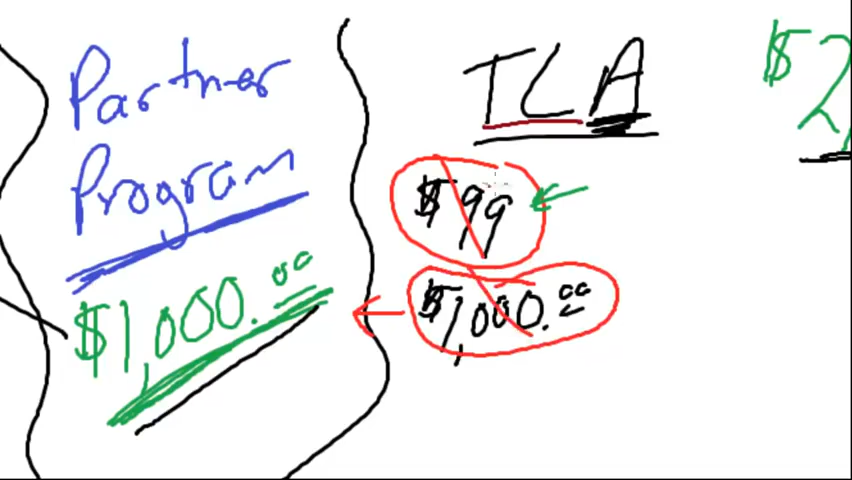 Partner
Program
$1,000.00
TLA
$99
$1,000.00
$2